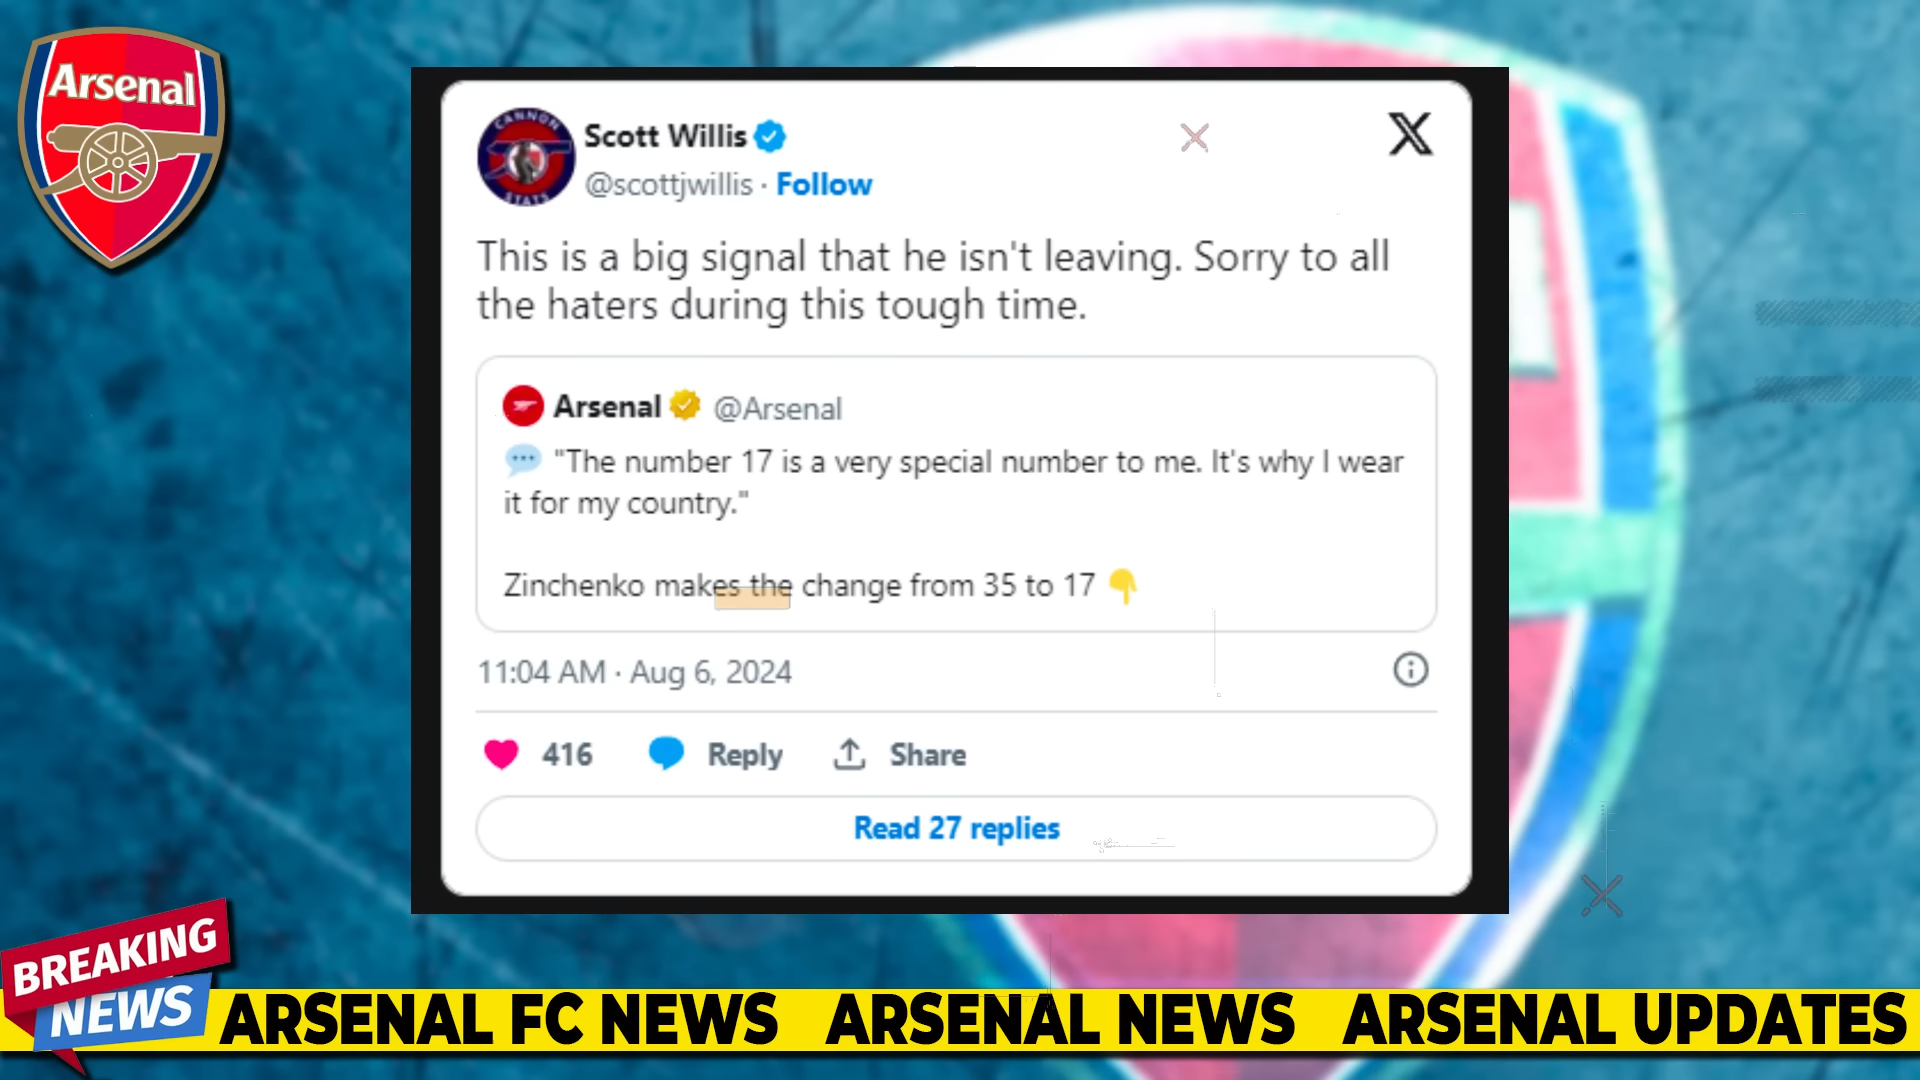 Arsenal
CANNON
STATS
Scott Willis
@scottjwillis · Follow
This is a big signal that he isn't leaving. Sorry to all
the haters during this tough time.
Arsenal @Arsenal
"The number 17 is a very special number to me. It's why I wear
it for my country."
Zinchenko makes the change from 35 to 17
11:04 AM · Aug 6, 2024
416 Reply Share
Read 27 replies
BREAKING
NEWS
ARSENAL FC NEWS ARSENAL NEWS ARSENAL UPDATES